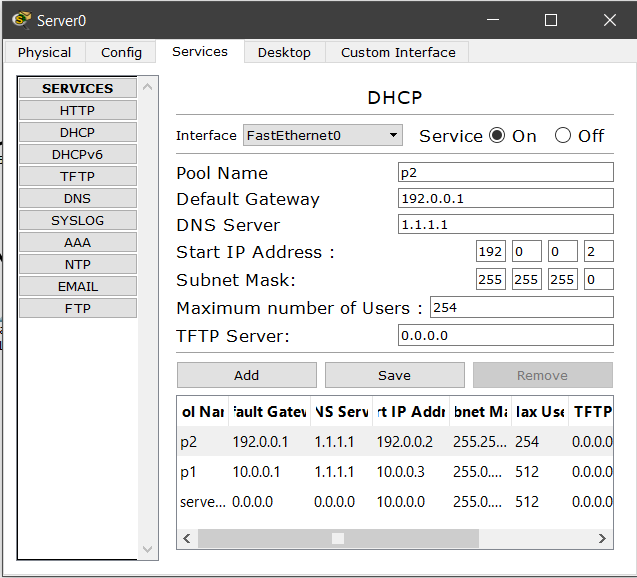 Server0
Physical Config Services Desktop Custom Interface
SERVICES
HTTP
DHCP
DHCPv6
TFTP
DNS
SYSLOG
AAA
NTP
EMAIL
FTP
DHCP
Interface FastEthernet0 Service On Off
Pool Name p2
Default Gateway 192.0.0.1
DNS Server 1.1.1.1
Start IP Address : 192 0 0 2
Subnet Mask: 255 255 255 0
Maximum number of Users : 254
TFTP Server: 0.0.0.0
Add Save Remove
ol Nar fault Gatew NS Serv rt IP Addr bnet Ma Max Use TFTP
p2 192.0.0.1 1.1.1.1 192.0.0.2 255.25... 254 0.0.0.0
p1 10.0.0.1 1.1.1.1 10.0.0.3 255.0.... 512 0.0.0.0
serve... 0.0.0.0 0.0.0.0 10.0.0.0 255.0.... 512 0.0.0.0